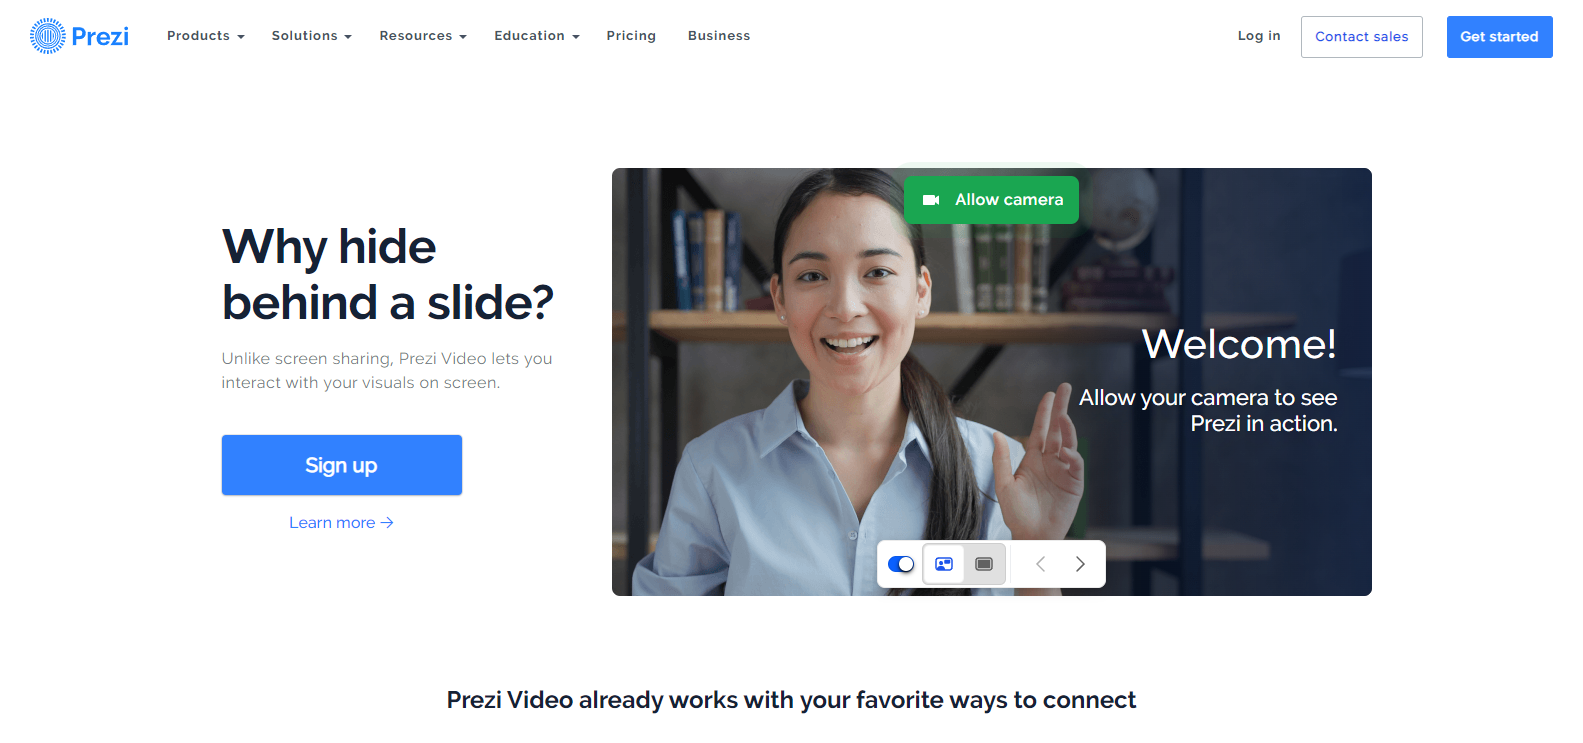 Prezi
Products
Solutions
Resources
Education
Pricing
Business
Log in
Contact sales
Get started
Why hide
behind a slide?
Unlike screen sharing, Prezi Video lets you
interact with your visuals on screen.
Sign up
Learn more →
Allow camera
Welcome!
Allow your camera to see
Prezi in action.
Prezi Video already works with your favorite ways to connect